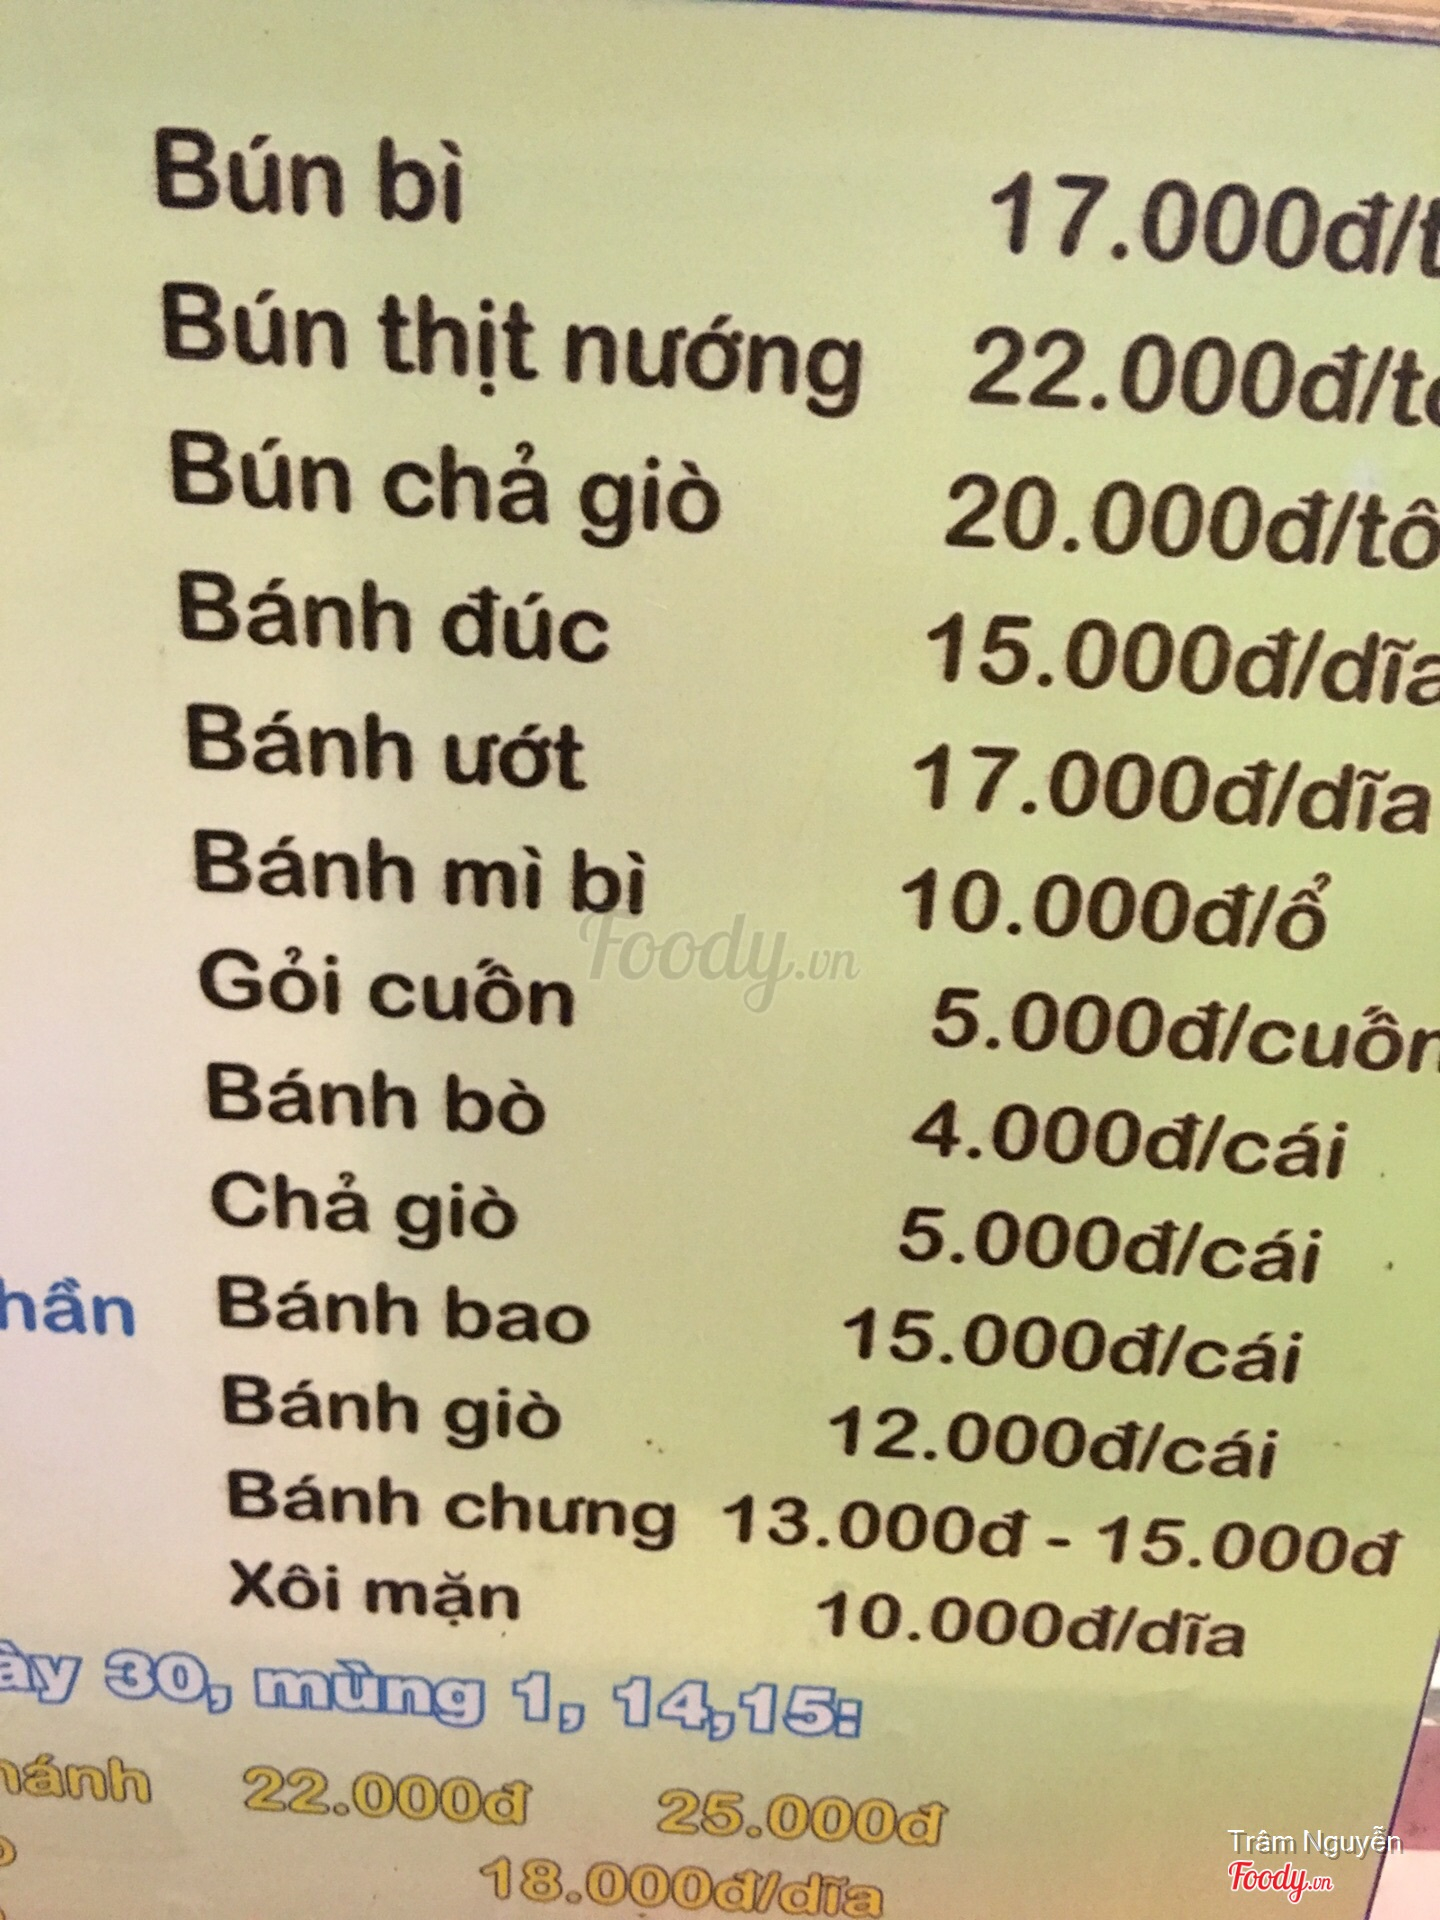 Bún bì 17.000đ/t
Bún thịt nướng 22.000đ/tô
Bún chả giò 20.000đ/tô
Bánh đúc 15.000đ/dĩa
Bánh ướt 17.000đ/dĩa
Bánh mì bì 10.000đ/ổ
Foody.vn
Gỏi cuốn 5.000đ/cuốn
Bánh bò 4.000đ/cái
Chả giò 5.000đ/cái
hần Bánh bao 15.000đ/cái
Bánh giò 12.000đ/cái
Bánh chưng 13.000đ - 15.000đ
Xôi mặn 10.000đ/dĩa
ày 30, mùng 1, 14,15:
hánh 22.000đ 25.000đ
18.000đ/dĩa
Trâm Nguyễn
Foody.vn